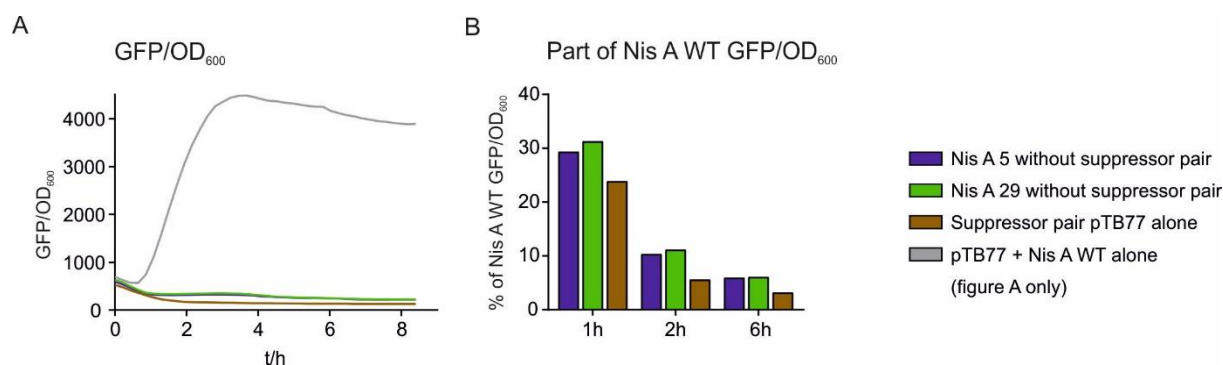 A
GFP/OD600
GFP/OD600
4000
3000
2000
1000
0
0 2 4 6 8
t/h
B
Part of Nis A WT GFP/OD600
% of Nis A WT GFP/OD600
40
30
20
10
0
1h 2h 6h
Nis A 5 without suppressor pair
Nis A 29 without suppressor pair
Suppressor pair pTB77 alone
pTB77 + Nis A WT alone
(figure A only)